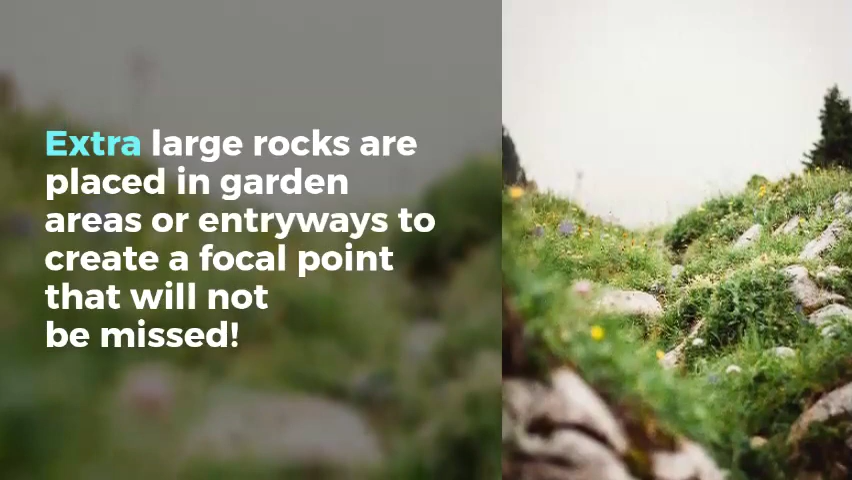 Extra large rocks are
placed in garden
areas or entryways to
create a focal point
that will not
be missed!